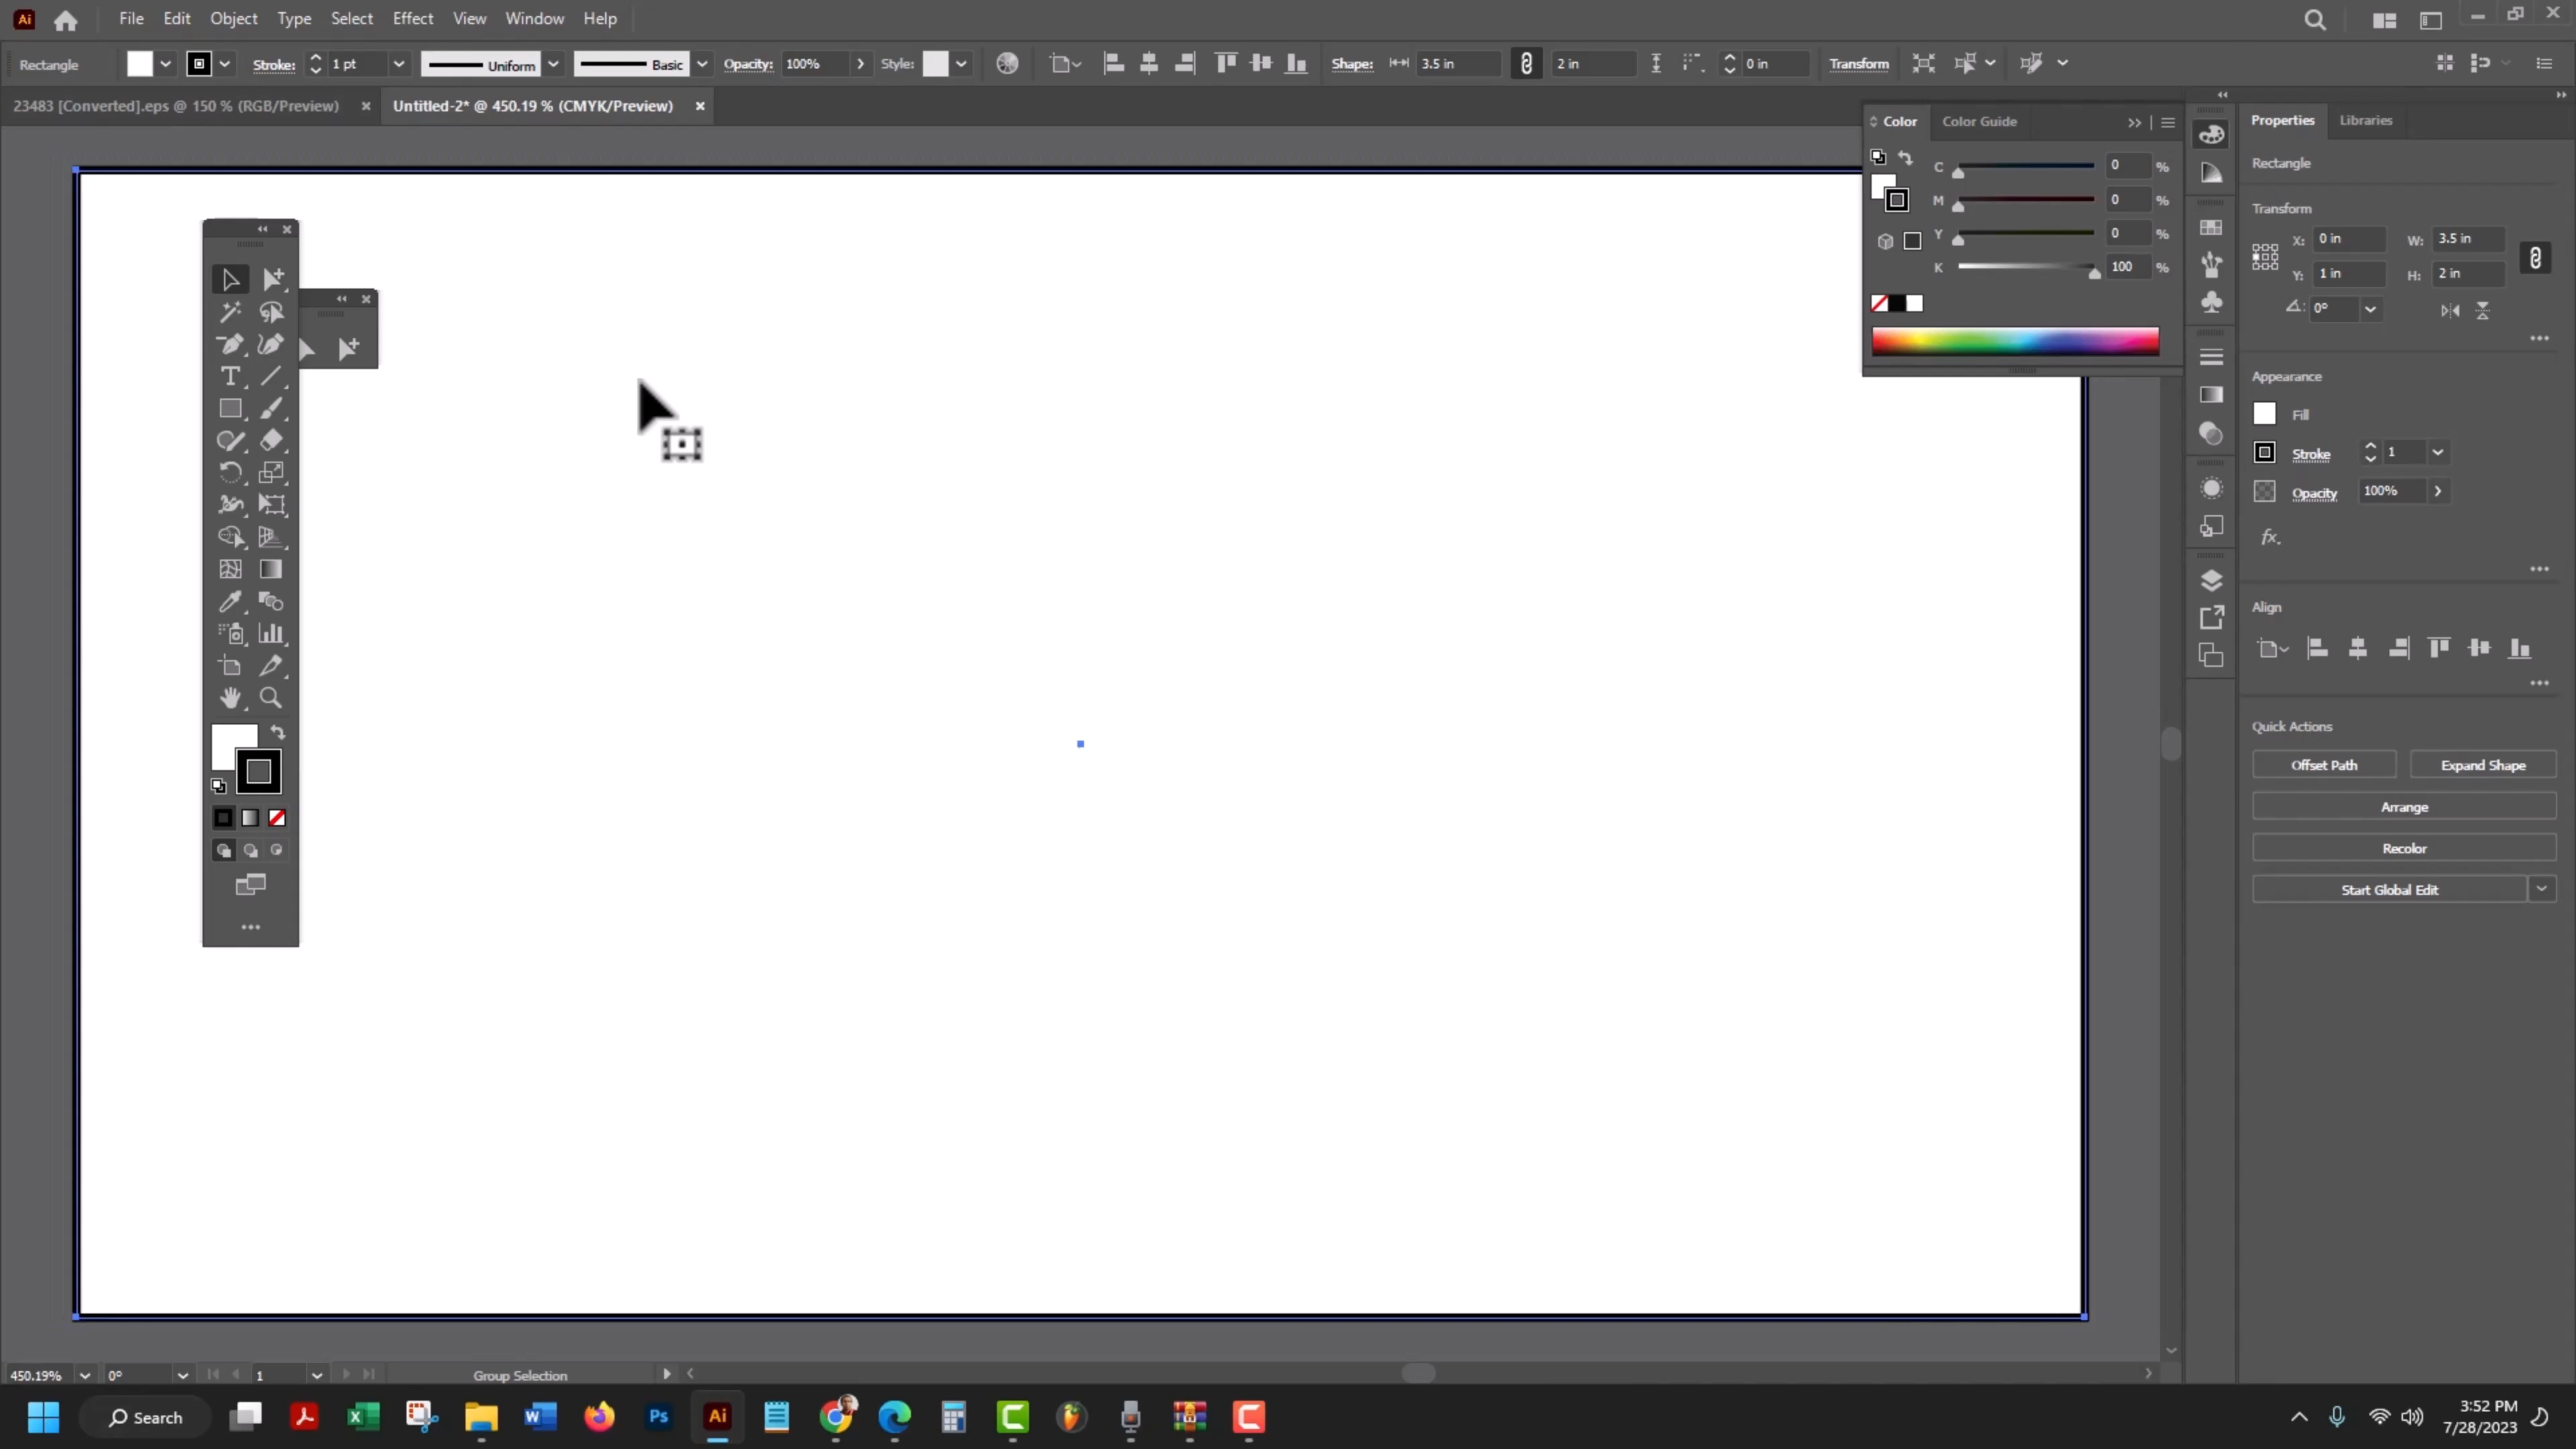 Ai File Edit Object Type Select Effect View Window Help
Rectangle Stroke: 1 pt Uniform Basic Opacity: 100% Style: Shape: 3.5 in 2 in 0 in Transform
23483 [Converted].eps @ 150 % (RGB/Preview) × Untitled-2* @ 450.19 % (CMYK/Preview) ×
Color Color Guide
C 0 %
M 0 %
Y 0 %
K 100 %
Properties Libraries
Rectangle
Transform
X: 0 in W: 3.5 in
Y: 1 in H: 2 in
0°
Appearance
Fill
Stroke 1
Opacity 100%
fx.
Align
Quick Actions
Offset Path Expand Shape
Arrange
Recolor
Start Global Edit
T
450.19% 0° 1 Group Selection
Search W Ps Ai
3:52 PM
7/28/2023